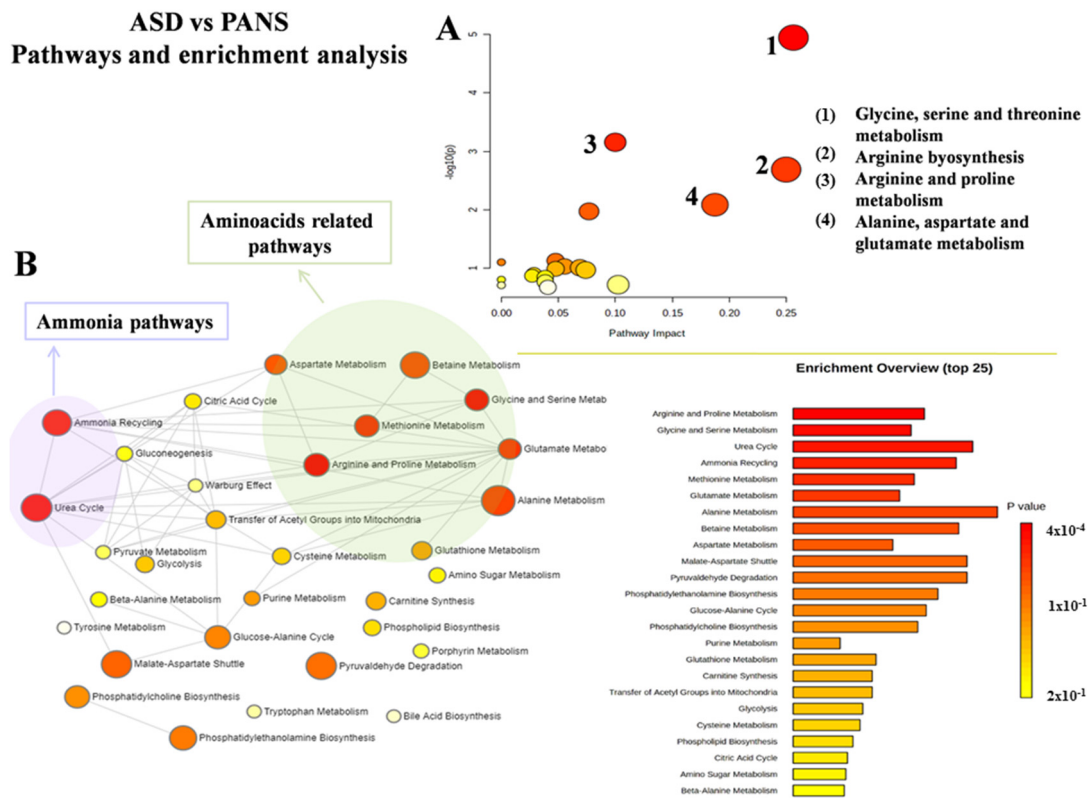 ASD vs PANS
Pathways and enrichment analysis
A
5
4
3
2
1
-log10(p)
1
3
2
4
0.00 0.05 0.10 0.15 0.20 0.25
Pathway Impact
(1) Glycine, serine and threonine
metabolism
(2) Arginine byosynthesis
(3) Arginine and proline
metabolism
(4) Alanine, aspartate and
glutamate metabolism
B
Aminoacids related
pathways
Ammonia pathways
Aspartate Metabolism
Betaine Metabolism
Citric Acid Cycle
Glycine and Serine Metab
Ammonia Recycling
Methionine Metabolism
Gluconeogenesis
Glutamate Metabo
Arginine and Proline Metabolism
Warburg Effect
Urea Cycle
Alanine Metabolism
Transfer of Acetyl Groups into Mitochondria
Pyruvate Metabolism
Cysteine Metabolism
Glutathione Metabolism
Glycolysis
Amino Sugar Metabolism
Beta-Alanine Metabolism
Purine Metabolism
Carnitine Synthesis
Tyrosine Metabolism
Phospholipid Biosynthesis
Glucose-Alanine Cycle
Porphyrin Metabolism
Malate-Aspartate Shuttle
Pyruvaldehyde Degradation
Phosphatidylcholine Biosynthesis
Tryptophan Metabolism
Bile Acid Biosynthesis
Phosphatidylethanolamine Biosynthesis
Enrichment Overview (top 25)
Arginine and Proline Metabolism
Glycine and Serine Metabolism
Urea Cycle
Ammonia Recycling
Methionine Metabolism
Glutamate Metabolism
Alanine Metabolism
Betaine Metabolism
Aspartate Metabolism
Malate-Aspartate Shuttle
Pyruvaldehyde Degradation
Phosphatidylethanolamine Biosynthesis
Glucose-Alanine Cycle
Phosphatidylcholine Biosynthesis
Purine Metabolism
Glutathione Metabolism
Carnitine Synthesis
Transfer of Acetyl Groups into Mitochondria
Glycolysis
Cysteine Metabolism
Phospholipid Biosynthesis
Citric Acid Cycle
Amino Sugar Metabolism
Beta-Alanine Metabolism
P value
4x10⁻⁴
1x10⁻¹
2x10⁻¹